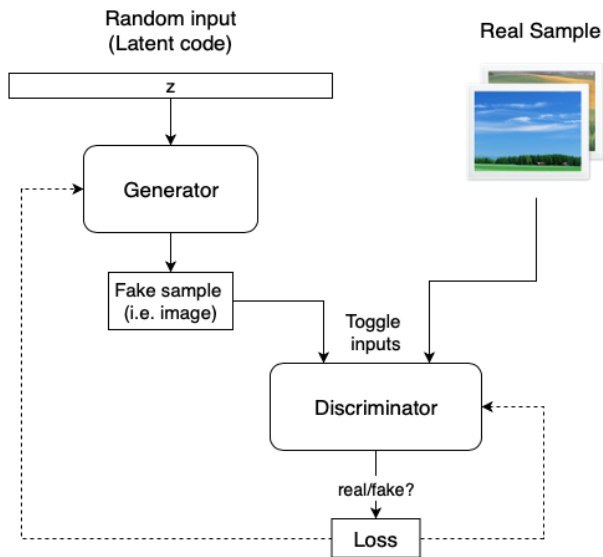 Random input
(Latent code)
Real Sample
z
Generator
Fake sample
(i.e. image)
Toggle
inputs
Discriminator
real/fake?
Loss